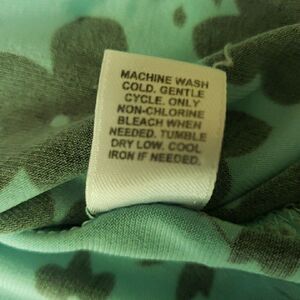 MACHINE WASH
COLD. GENTLE
CYCLE. ONLY
NON-CHLORINE
BLEACH WHEN
NEEDED. TUMBLE
DRY LOW. COOL
IRON IF NEEDED.